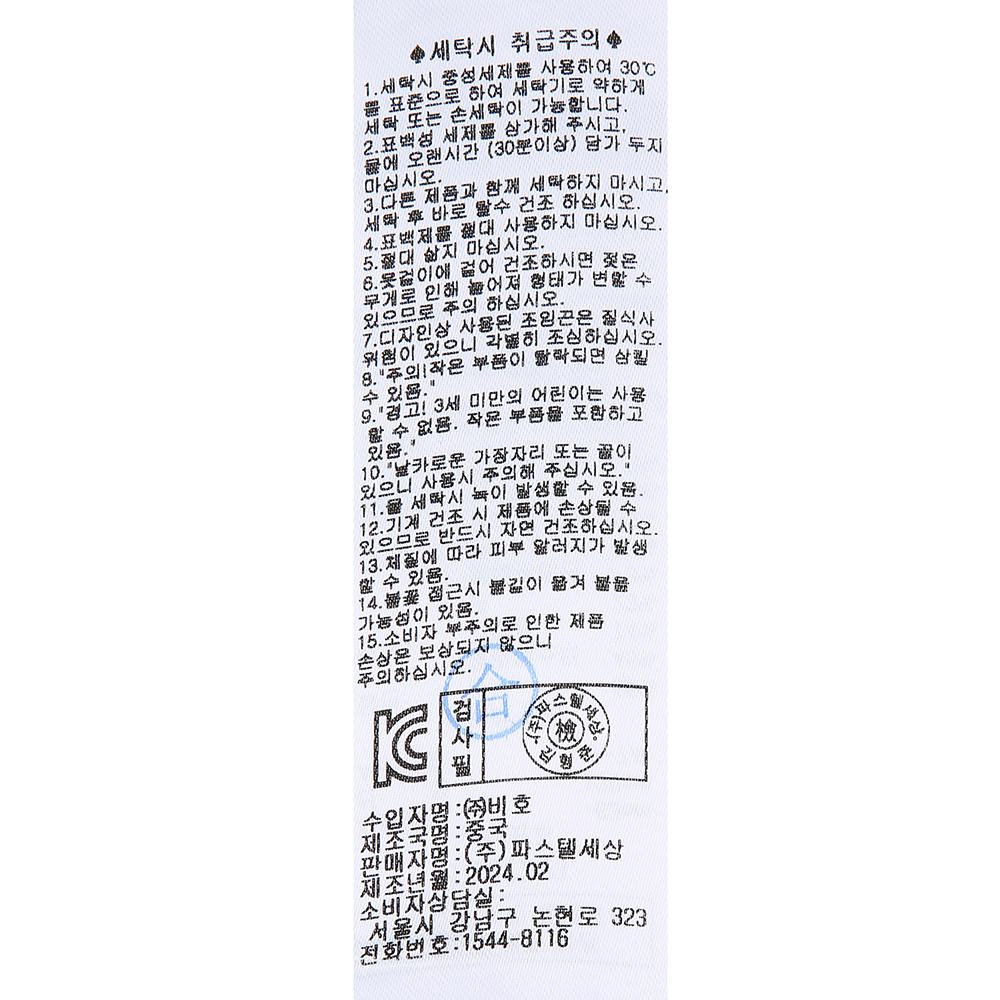 ♠세탁시 취급주의♠
1.세탁시 중성세제를 사용하여 30℃
를 표준으로 하여 세탁기로 약하게
세탁 또는 손세탁이 가능합니다.
2.표백성 세제를 삼가해 주시고,
물에 오랜시간 (30분이상) 담가 두지
마십시오.
3.다른 제품과 함께 세탁하지 마시고,
세탁 후 바로 탈수 건조 하십시오.
4.표백제를 절대 사용하지 마십시오.
5.절대 삶지 마십시오.
6.옷걸이에 걸어 건조하시면 젖은
무게로 인해 늘어져 형태가 변할 수
있으므로 주의 하십시오.
7.디자인상 사용된 조임끈은 질식사
위험이 있으니 각별히 조심하십시오.
8."주의!작은 부품이 탈락되면 삼킬
수 있음."
9."경고! 3세 미만의 어린이는 사용
할 수 없음. 작은 부품을 포함하고
있음."
10."날카로운 가장자리 또는 끝이
있으니 사용시 주의해 주십시오."
11.물 세탁시 녹이 발생할 수 있음.
12.기계 건조 시 제품에 손상될 수
있으므로 반드시 자연 건조하십시오.
13.체질에 따라 피부 알러지가 발생
할 수 있음.
14.불꽃 접근시 불길이 옮겨 붙을
가능성이 있음.
15.소비자 부주의로 인한 제품
손상은 보상되지 않으니
주의하십시오.
合
KC
검사필
(주)파스텔세상
檢
김형준
수입자명:㈜비호
제조국명:중국
판매자명:(주)파스텔세상
제조년월:2024.02
소비자상담실:
서울시 강남구 논현로 323
전화번호:1544-8116